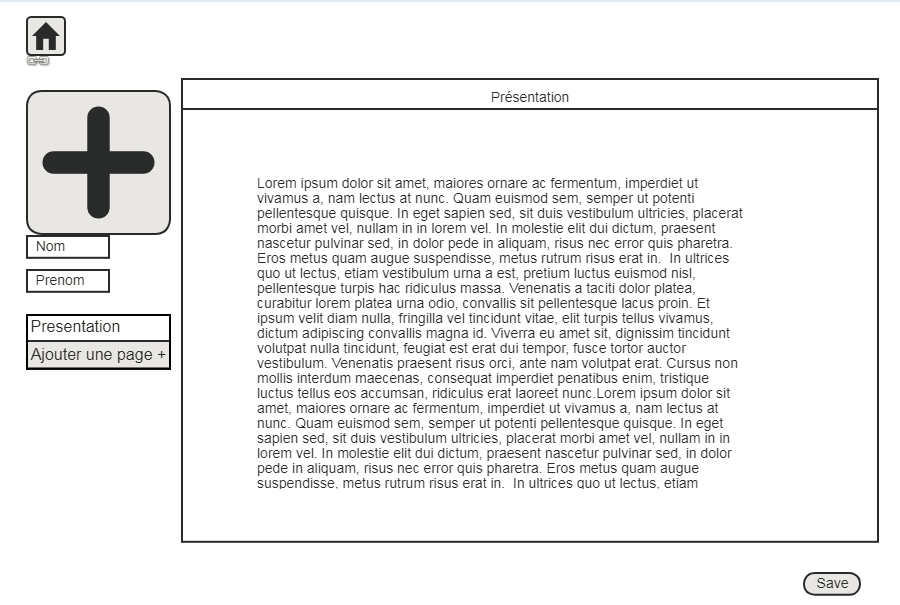 Présentation
Nom
Prenom
Presentation
Ajouter une page +
Lorem ipsum dolor sit amet, maiores ornare ac fermentum, imperdiet ut
vivamus a, nam lectus at nunc. Quam euismod sem, semper ut potenti
pellentesque quisque. In eget sapien sed, sit duis vestibulum ultricies, placerat
morbi amet vel, nullam in in lorem vel. In molestie elit dui dictum, praesent
nascetur pulvinar sed, in dolor pede in aliquam, risus nec error quis pharetra.
Eros metus quam augue suspendisse, metus rutrum risus erat in.  In ultrices
quo ut lectus, etiam vestibulum urna a est, pretium luctus euismod nisl,
pellentesque turpis hac ridiculus massa. Venenatis a taciti dolor platea,
curabitur lorem platea urna odio, convallis sit pellentesque lacus proin. Et
ipsum velit diam nulla, fringilla vel tincidunt vitae, elit turpis tellus vivamus,
dictum adipiscing convallis magna id. Viverra eu amet sit, dignissim tincidunt
volutpat nulla tincidunt, feugiat est erat dui tempor, fusce tortor auctor
vestibulum. Venenatis praesent risus orci, ante nam volutpat erat. Cursus non
mollis interdum maecenas, consequat imperdiet penatibus enim, tristique
luctus tellus eos accumsan, ridiculus erat laoreet nunc.Lorem ipsum dolor sit
amet, maiores ornare ac fermentum, imperdiet ut vivamus a, nam lectus at
nunc. Quam euismod sem, semper ut potenti pellentesque quisque. In eget
sapien sed, sit duis vestibulum ultricies, placerat morbi amet vel, nullam in in
lorem vel. In molestie elit dui dictum, praesent nascetur pulvinar sed, in dolor
pede in aliquam, risus nec error quis pharetra. Eros metus quam augue
suspendisse, metus rutrum risus erat in.  In ultrices quo ut lectus, etiam
Save